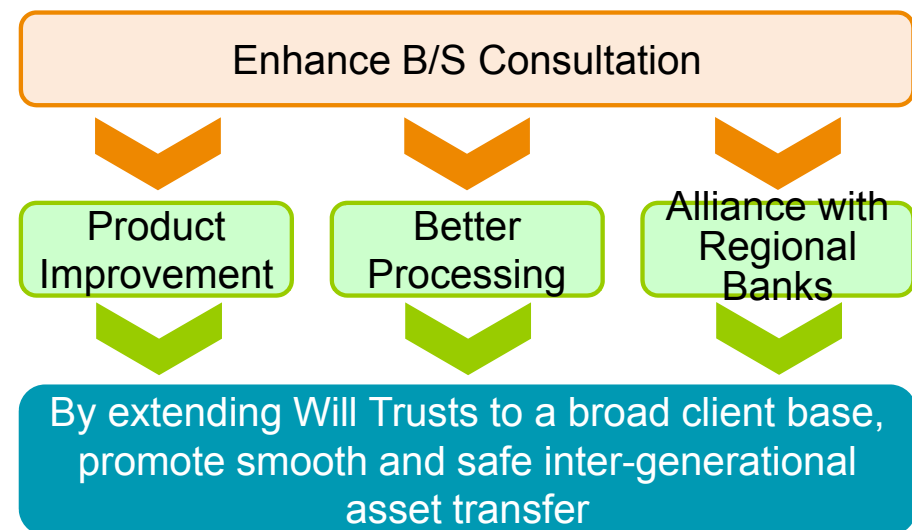 Enhance B/S Consultation
Product
Improvement
Better
Processing
Alliance with
Regional
Banks
By extending Will Trusts to a broad client base,
promote smooth and safe inter-generational
asset transfer